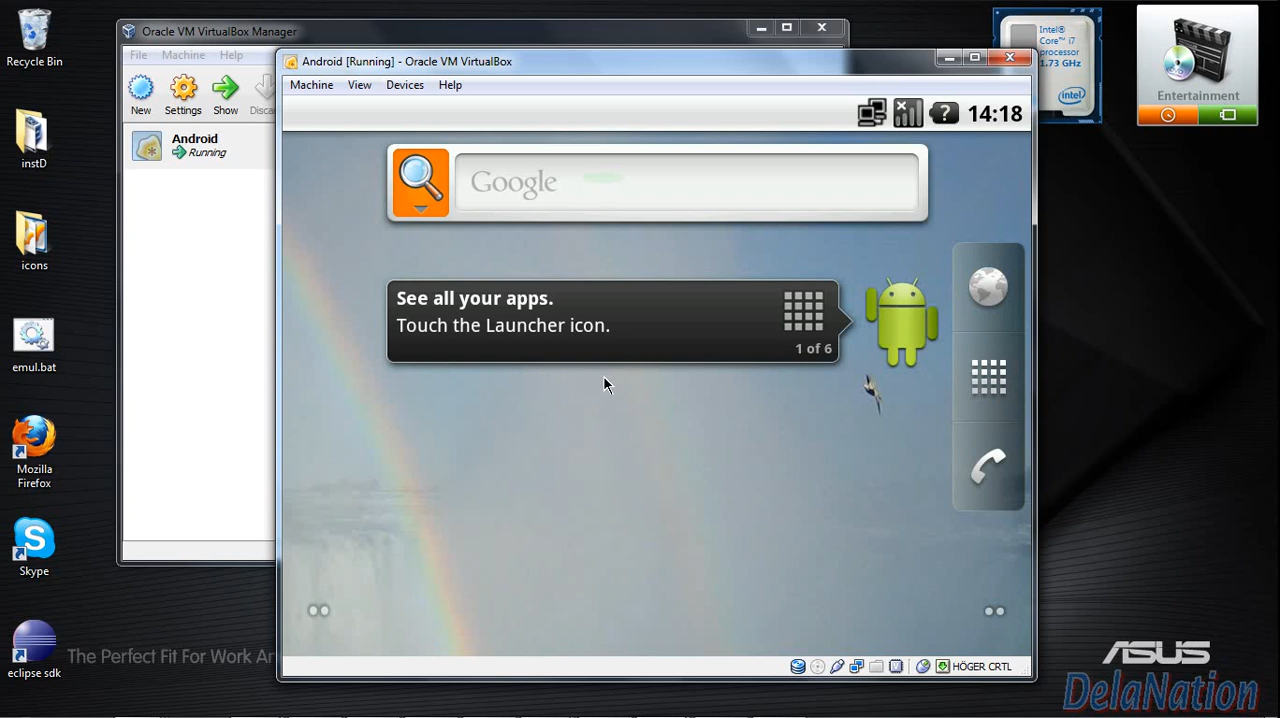 Recycle Bin
instD
icons
emul.bat
Mozilla
Firefox
Skype
eclipse sdk
Oracle VM VirtualBox Manager
File Machine Help
New Settings Show Discar
Android
Running
Android [Running] - Oracle VM VirtualBox
Machine View Devices Help
14:18
Google
See all your apps.
Touch the Launcher icon.
1 of 6
HÖGER CRTL
Intel®
Core™ i7
processor
1.73 GHz
intel
Entertainment
The Perfect Fit For Work An
ASUS
DelaNation